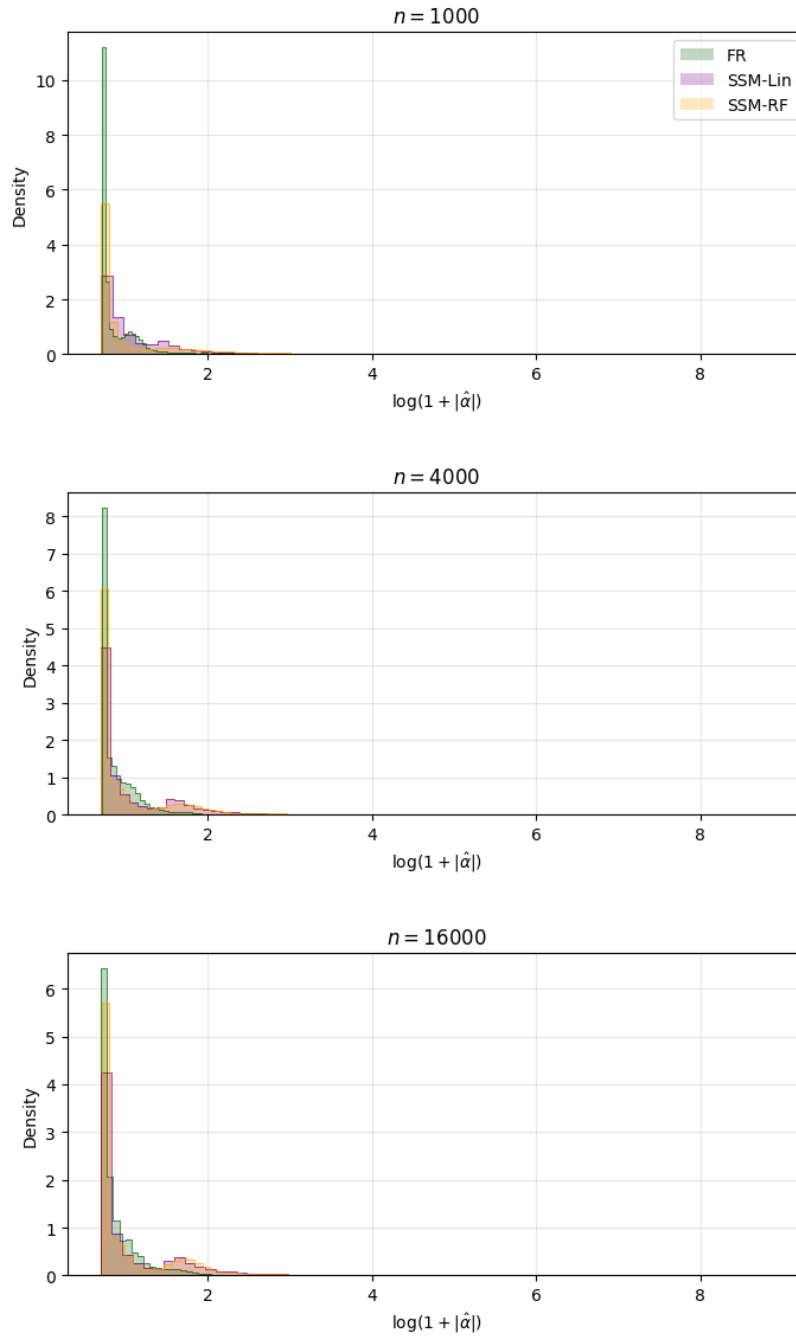 n = 1000
FR
SSM-Lin
SSM-RF
Density
10
8
6
4
2
0
2 4 6 8
log(1 + |α̂|)
n = 4000
Density
8
7
6
5
4
3
2
1
0
2 4 6 8
log(1 + |α̂|)
n = 16000
Density
6
5
4
3
2
1
0
2 4 6 8
log(1 + |α̂|)